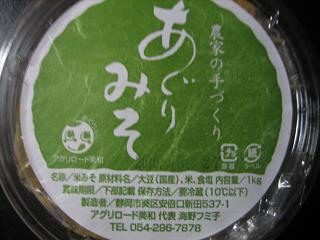 農家の手づくり
あぐりみそ
アグリロード美和
容器
ラベル
名称／米みそ 原材料名／大豆(国産)、米、食塩 内容量／1kg
賞味期限／下部記載 保存方法／要冷蔵(10℃以下)
製造者／静岡市葵区安倍口新田537-1
アグリロード美和 代表 海野フミ子
TEL 054-296-7878